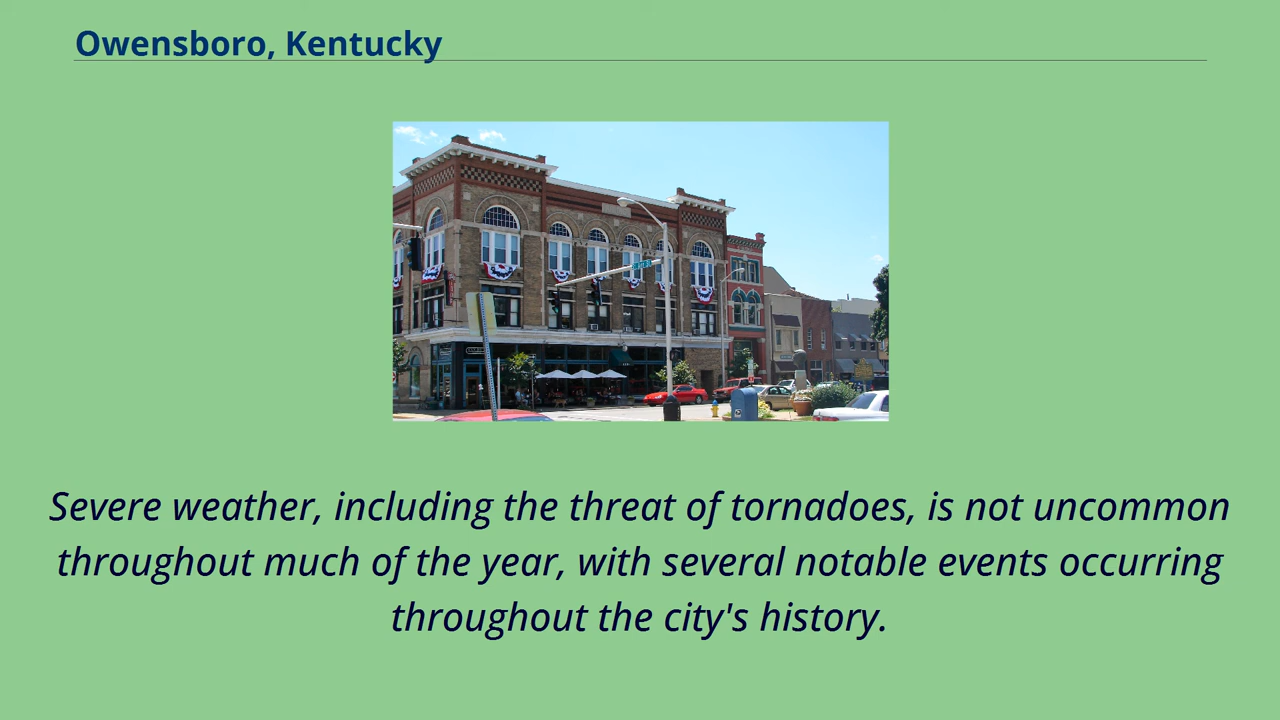 Owensboro, Kentucky
Severe weather, including the threat of tornadoes, is not uncommon
throughout much of the year, with several notable events occurring
throughout the city's history.